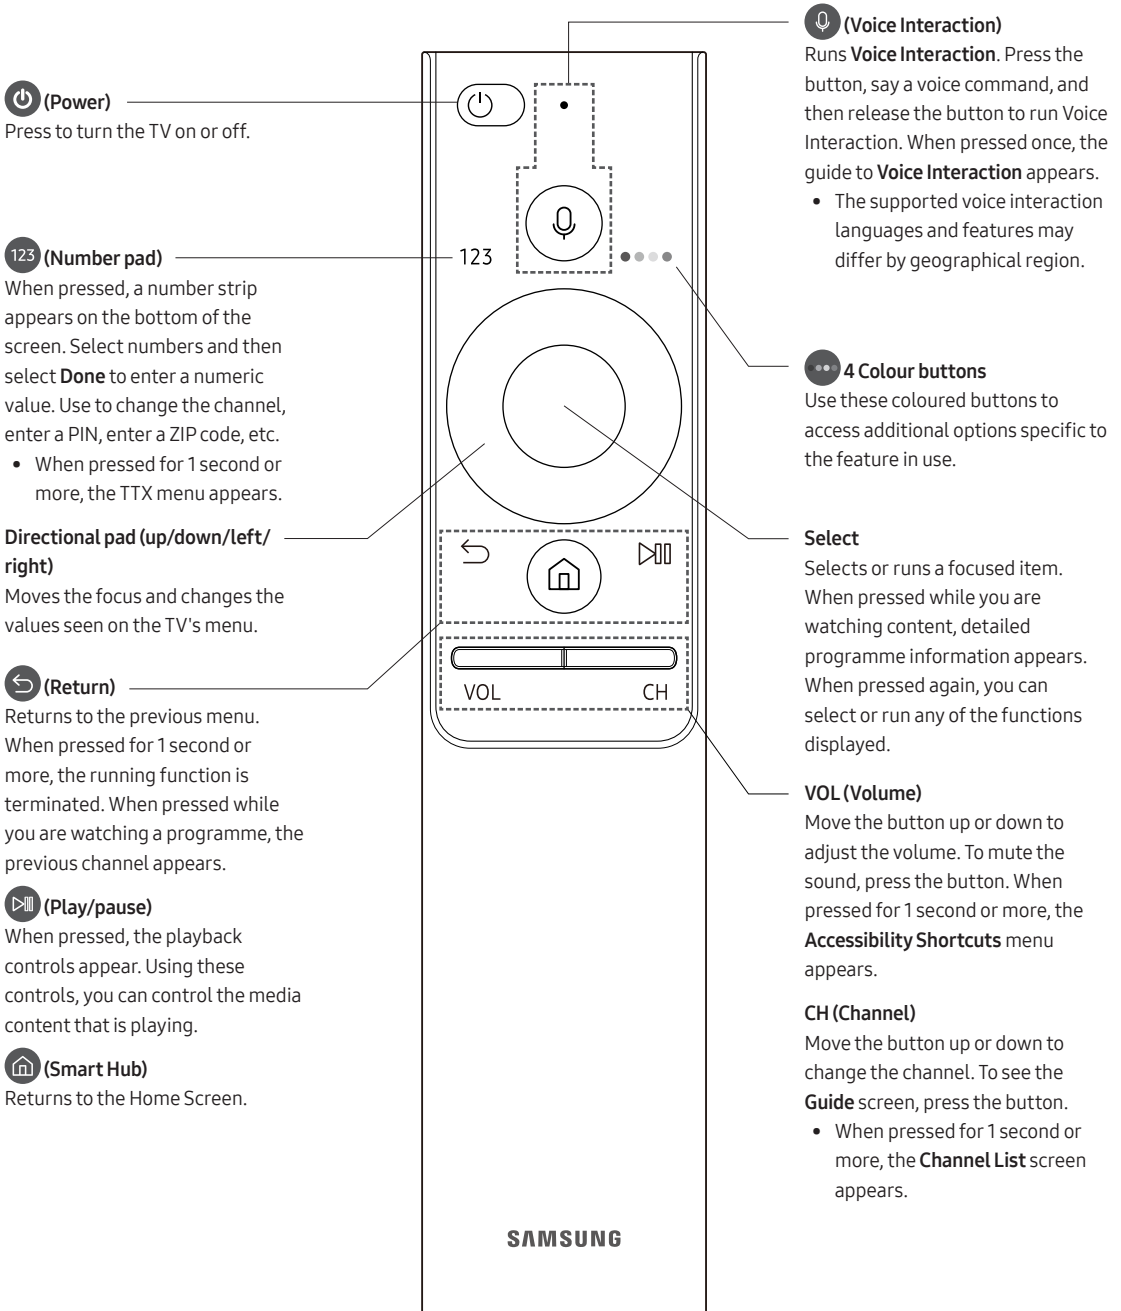 (Power)
Press to turn the TV on or off.
123 (Number pad)
When pressed, a number strip
appears on the bottom of the
screen. Select numbers and then
select Done to enter a numeric
value. Use to change the channel,
enter a PIN, enter a ZIP code, etc.
• When pressed for 1 second or
more, the TTX menu appears.
Directional pad (up/down/left/
right)
Moves the focus and changes the
values seen on the TV's menu.
(Return)
Returns to the previous menu.
When pressed for 1 second or
more, the running function is
terminated. When pressed while
you are watching a programme, the
previous channel appears.
(Play/pause)
When pressed, the playback
controls appear. Using these
controls, you can control the media
content that is playing.
(Smart Hub)
Returns to the Home Screen.
123
VOL CH
SAMSUNG
(Voice Interaction)
Runs Voice Interaction. Press the
button, say a voice command, and
then release the button to run Voice
Interaction. When pressed once, the
guide to Voice Interaction appears.
• The supported voice interaction
languages and features may
differ by geographical region.
4 Colour buttons
Use these coloured buttons to
access additional options specific to
the feature in use.
Select
Selects or runs a focused item.
When pressed while you are
watching content, detailed
programme information appears.
When pressed again, you can
select or run any of the functions
displayed.
VOL (Volume)
Move the button up or down to
adjust the volume. To mute the
sound, press the button. When
pressed for 1 second or more, the
Accessibility Shortcuts menu
appears.
CH (Channel)
Move the button up or down to
change the channel. To see the
Guide screen, press the button.
• When pressed for 1 second or
more, the Channel List screen
appears.